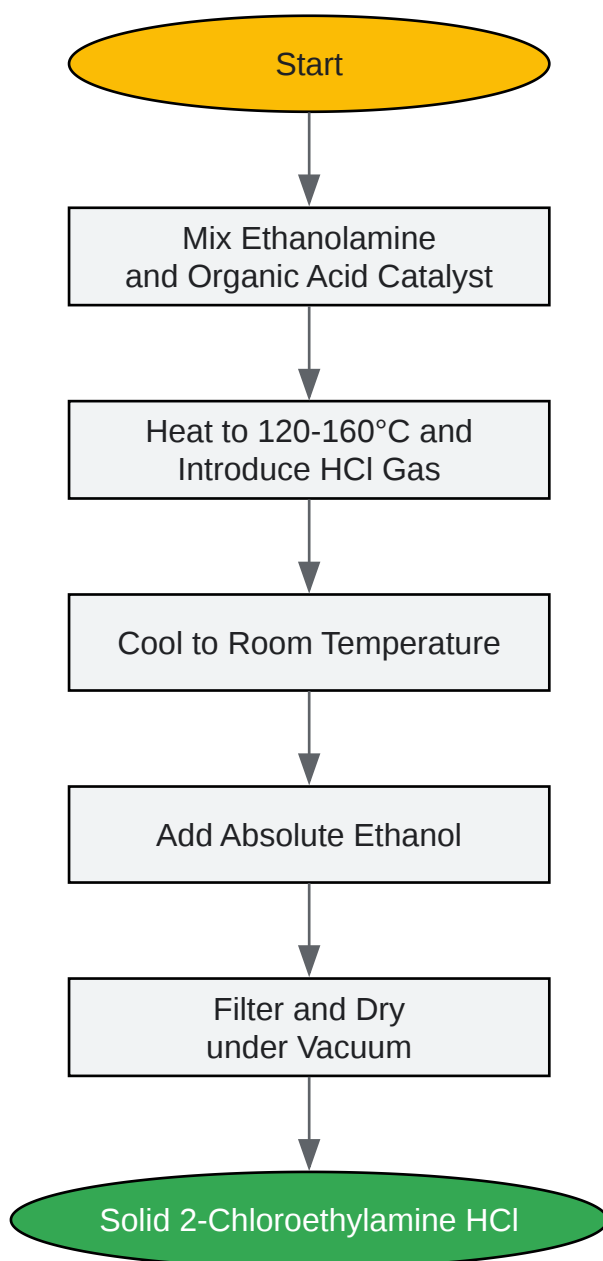 Start
Mix Ethanolamine
and Organic Acid Catalyst
Heat to 120-160°C and
Introduce HCl Gas
Cool to Room Temperature
Add Absolute Ethanol
Filter and Dry
under Vacuum
Solid 2-Chloroethylamine HCl